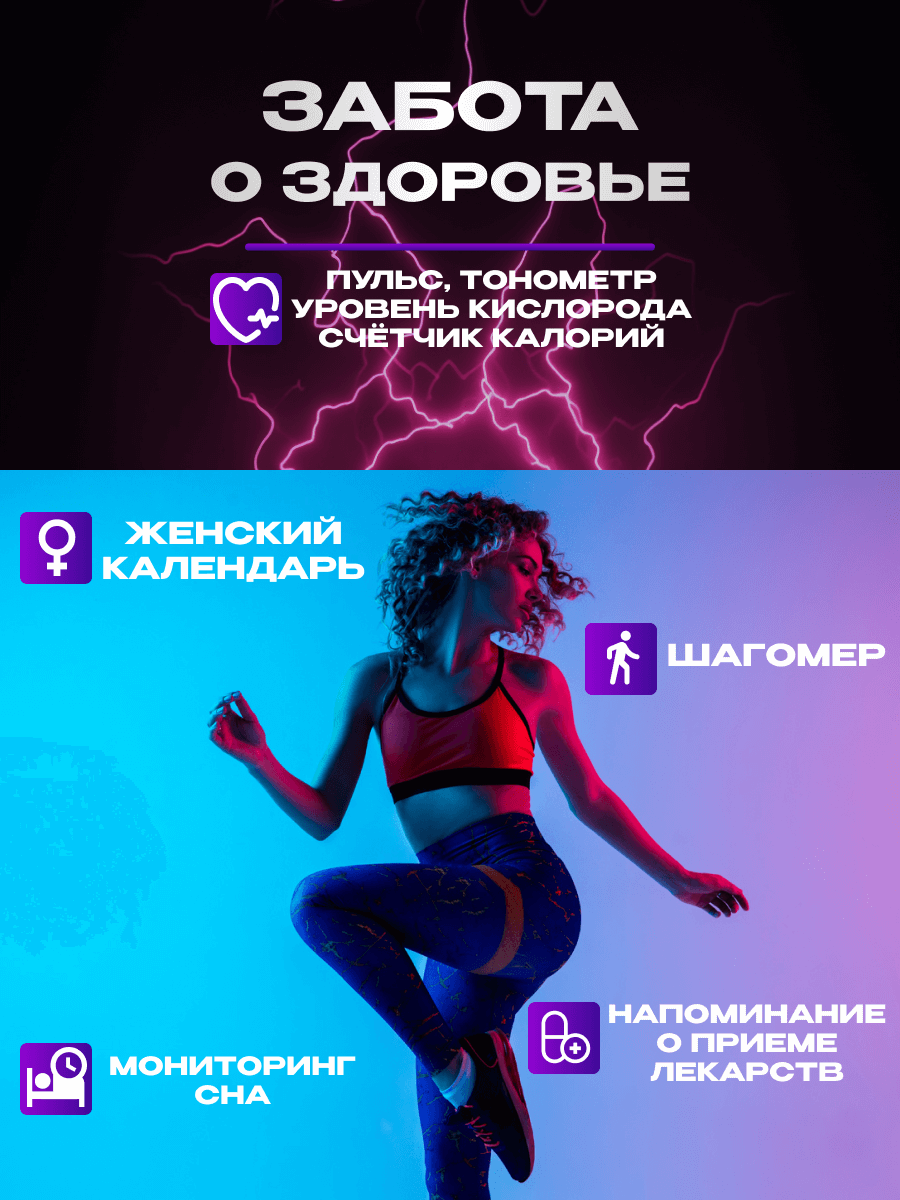 ЗАБОТА
О ЗДОРОВЬЕ
ПУЛЬС, ТОНОМЕТР
УРОВЕНЬ КИСЛОРОДА
СЧЁТЧИК КАЛОРИЙ
ЖЕНСКИЙ
КАЛЕНДАРЬ
ШАГОМЕР
НАПОМИНАНИЕ
О ПРИЕМЕ
ЛЕКАРСТВ
МОНИТОРИНГ
СНА